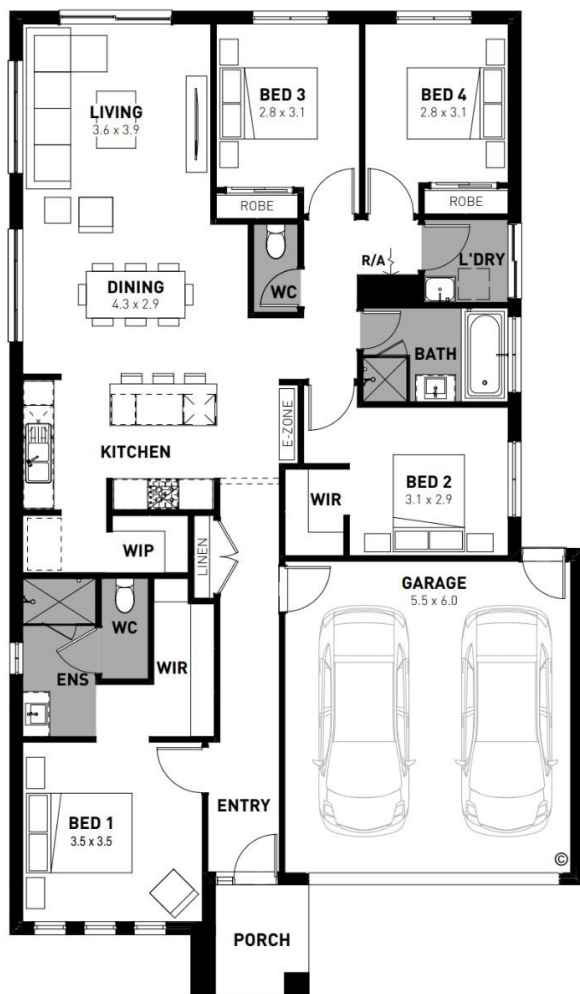 LIVING
3.6 x 3.9
BED 3
2.8 x 3.1
BED 4
2.8 x 3.1
ROBE
ROBE
WC
R/A
L'DRY
DINING
4.3 x 2.9
BATH
E-ZONE
KITCHEN
BED 2
3.1 x 2.9
WIR
WIP
LINEN
GARAGE
5.5 x 6.0
WC
WIR
ENS
BED 1
3.5 x 3.5
ENTRY
©
PORCH